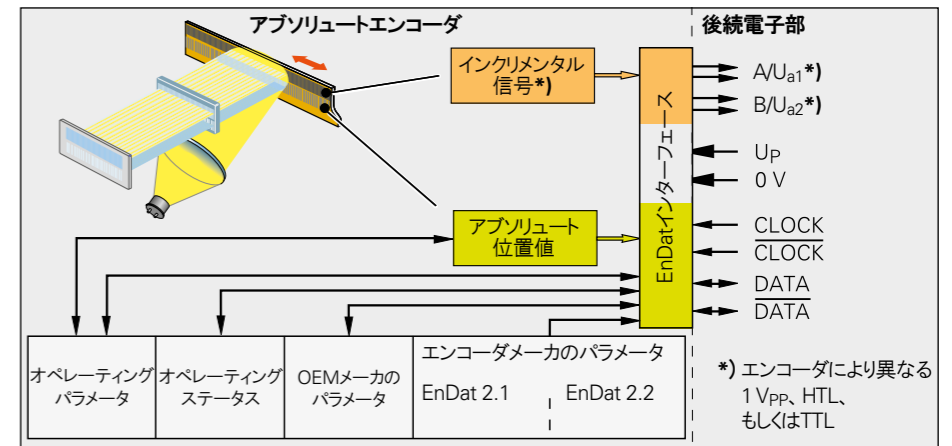 アブソリュートエンコーダ
後続電子部
インクリメンタル
信号*)
A/Ua1*)
B/Ua2*)
UP
0 V
EnDatインターフェース
アブソリュート
位置値
CLOCK
CLOCK
DATA
DATA
オペレーティング
パラメータ
オペレーティング
ステータス
OEMメーカの
パラメータ
エンコーダメーカのパラメータ
EnDat 2.1
EnDat 2.2
*) エンコーダにより異なる
1 VPP、HTL、
もしくはTTL